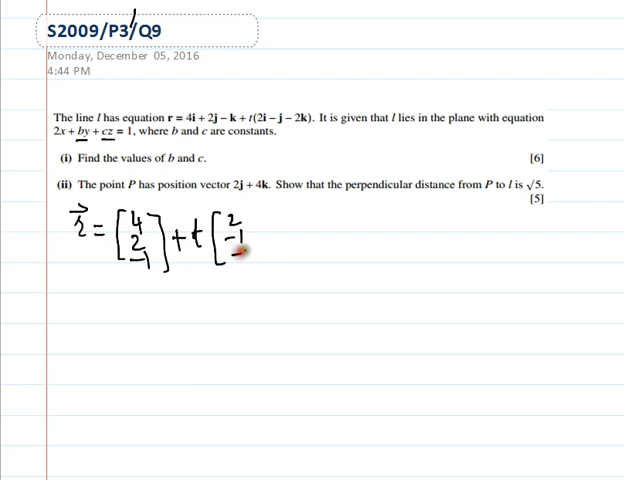 S2009/P3/Q9
Monday, December 05, 2016
4:44 PM
The line l has equation r = 4i + 2j − k + t(2i − j − 2k). It is given that l lies in the plane with equation
2x + by + cz = 1, where b and c are constants.
(i) Find the values of b and c. [6]
(ii) The point P has position vector 2j + 4k. Show that the perpendicular distance from P to l is √5.
[5]
r⃗ = [4 2 −1] + t [2 −1 −